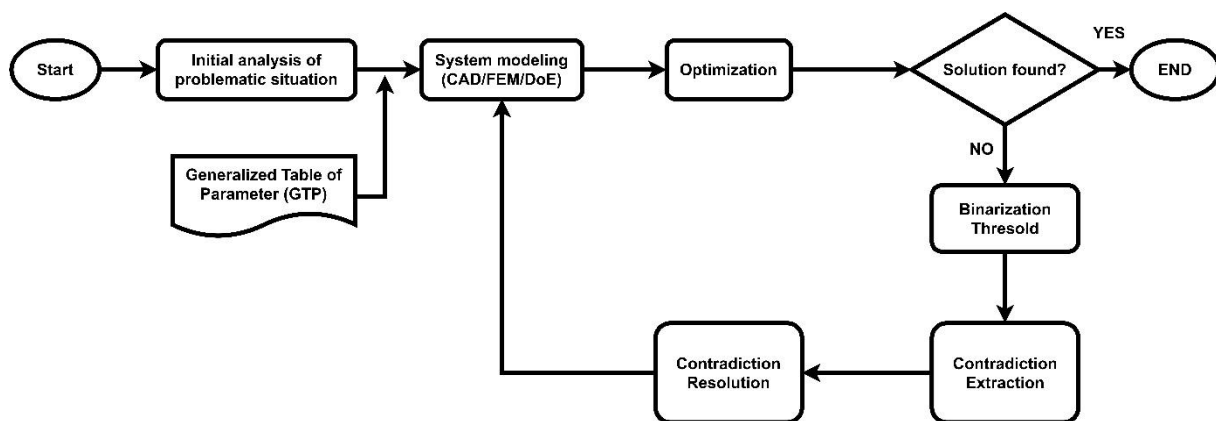 Start
Initial analysis of
problematic situation
System modeling
(CAD/FEM/DoE)
Optimization
Solution found?
YES
END
Generalized Table of
Parameter (GTP)
NO
Binarization
Thresold
Contradiction
Extraction
Contradiction
Resolution